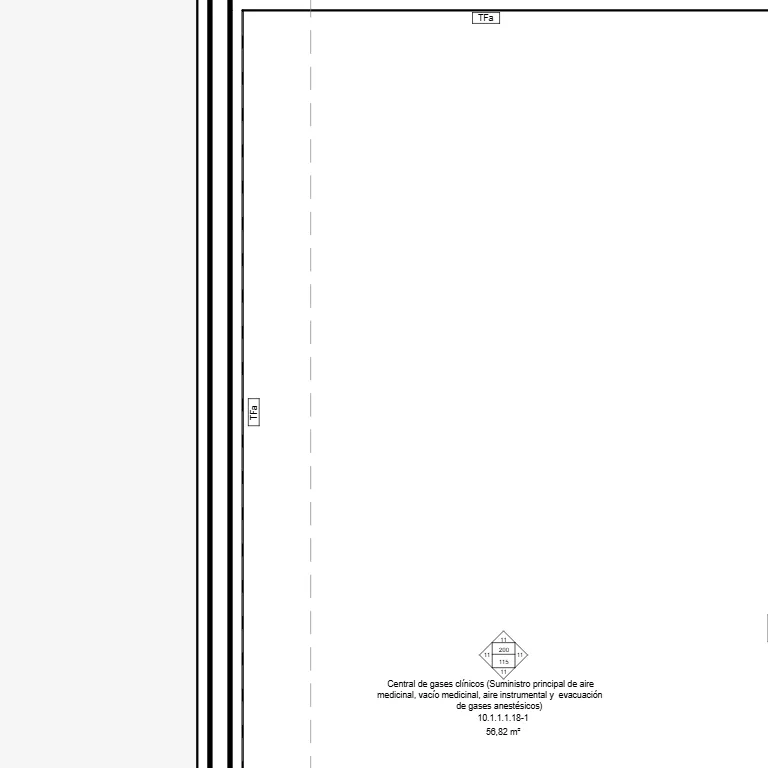 TFa
TFa
11
200
11 11
115
11
Central de gases clínicos (Suministro principal de aire
medicinal, vacío medicinal, aire instrumental y evacuación
de gases anestésicos)
10.1.1.1.18-1
56,82 m²